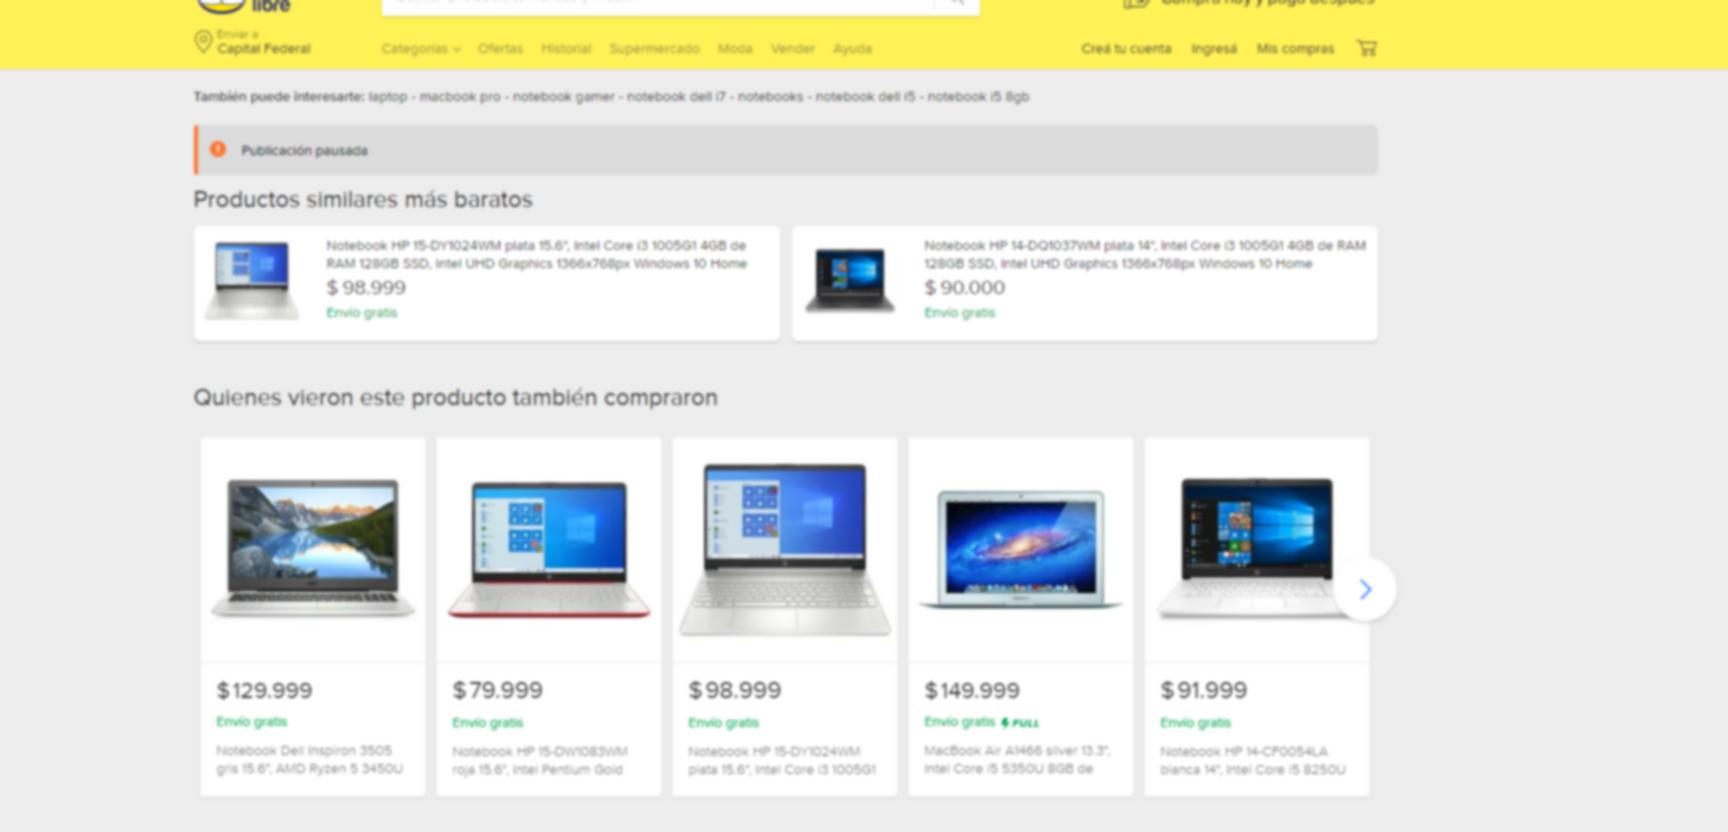 libre
Enviar a
Capital Federal
Categorías Ofertas Historial Supermercado Moda Vender Ayuda
Creá tu cuenta Ingresá Mis compras
También puede interesarte: laptop - macbook pro - notebook gamer - notebook dell i7 - notebooks - notebook dell i5 - notebook i5 8gb
Publicación pausada
Productos similares más baratos
Notebook HP 15-DY1024WM plata 15.6", Intel Core i3 1005G1 4GB de
RAM 128GB SSD, Intel UHD Graphics 1366x768px Windows 10 Home
$ 98.999
Envío gratis
Notebook HP 14-DQ1037WM plata 14", Intel Core i3 1005G1 4GB de RAM
128GB SSD, Intel UHD Graphics 1366x768px Windows 10 Home
$ 90.000
Envío gratis
Quienes vieron este producto también compraron
$ 129.999
Envío gratis
Notebook Dell Inspiron 3505
gris 15.6", AMD Ryzen 5 3450U
$ 79.999
Envío gratis
Notebook HP 15-DW1083WM
roja 15.6", Intel Pentium Gold
$ 98.999
Envío gratis
Notebook HP 15-DY1024WM
plata 15.6", Intel Core i3 1005G1
$ 149.999
Envío gratis FULL
MacBook Air A1466 silver 13.3",
Intel Core i5 5350U 8GB de
$ 91.999
Envío gratis
Notebook HP 14-CF0054LA
blanca 14", Intel Core i5 8250U